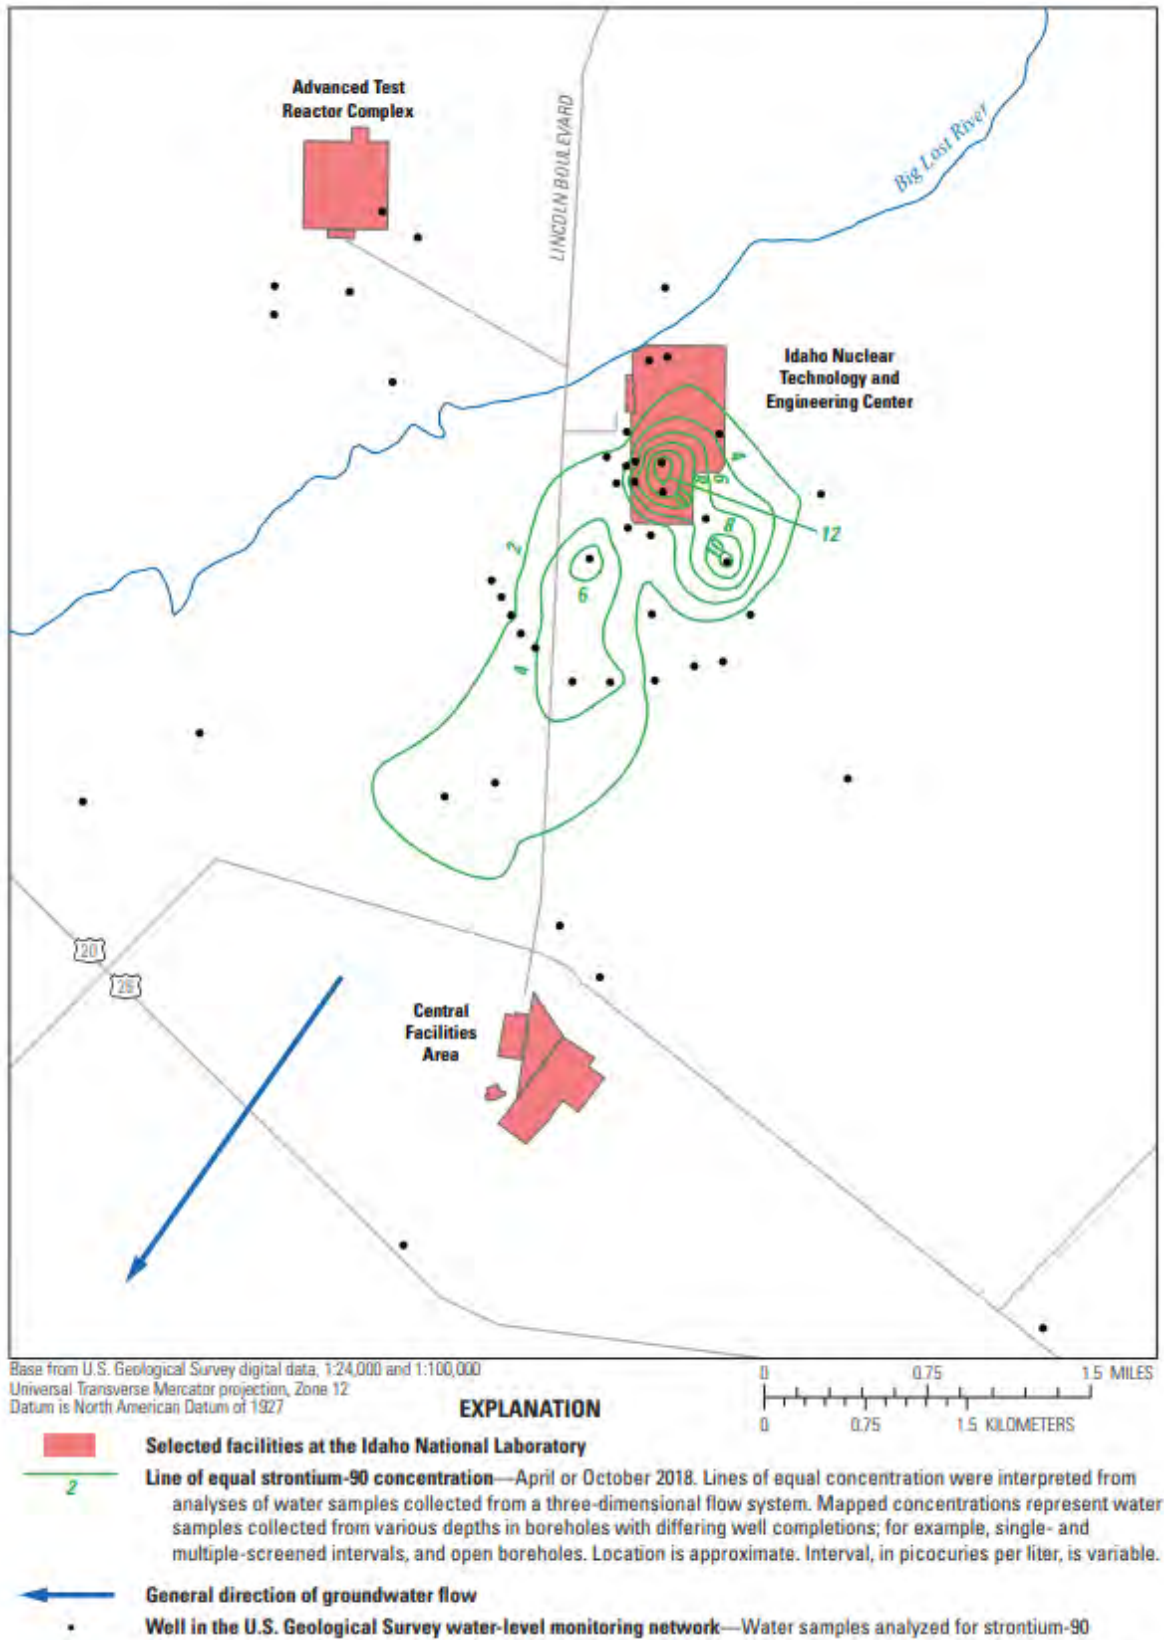 Advanced Test
Reactor Complex
LINCOLN BOULEVARD
Big Lost River
Idaho Nuclear
Technology and
Engineering Center
4
6
8
12
8
10
2
6
4
20
26
Central
Facilities
Area
Base from U.S. Geological Survey digital data, 1:24,000 and 1:100,000
Universal Transverse Mercator projection, Zone 12
Datum is North American Datum of 1927
0 0.75 1.5 MILES
0 0.75 1.5 KILOMETERS
EXPLANATION
Selected facilities at the Idaho National Laboratory
2
Line of equal strontium-90 concentration—April or October 2018. Lines of equal concentration were interpreted from
analyses of water samples collected from a three-dimensional flow system. Mapped concentrations represent water
samples collected from various depths in boreholes with differing well completions; for example, single- and
multiple-screened intervals, and open boreholes. Location is approximate. Interval, in picocuries per liter, is variable.
General direction of groundwater flow
Well in the U.S. Geological Survey water-level monitoring network—Water samples analyzed for strontium-90